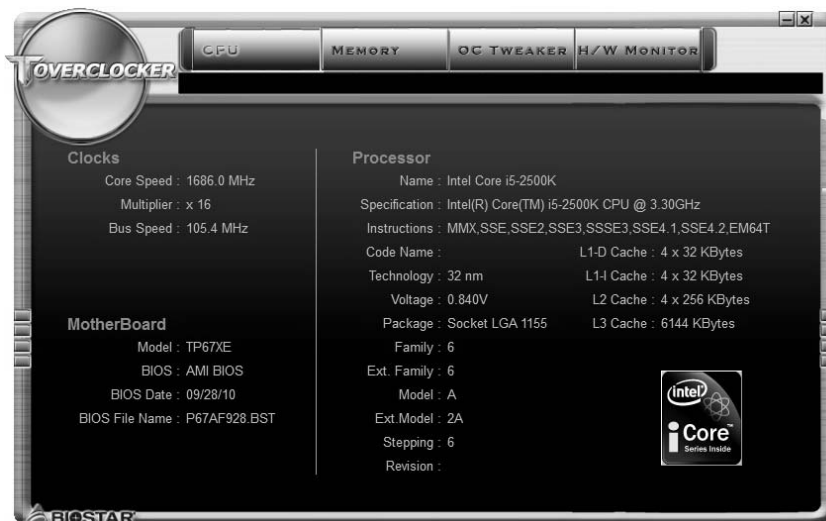 TOVERCLOCKER
CPU
MEMORY
OC TWEAKER
H/W MONITOR
Clocks
Core Speed : 1686.0 MHz
Multiplier : x 16
Bus Speed : 105.4 MHz
MotherBoard
Model : TP67XE
BIOS : AMI BIOS
BIOS Date : 09/28/10
BIOS File Name : P67AF928.BST
Processor
Name : Intel Core i5-2500K
Specification : Intel(R) Core(TM) i5-2500K CPU @ 3.30GHz
Instructions : MMX,SSE,SSE2,SSE3,SSSE3,SSE4.1,SSE4.2,EM64T
Code Name : L1-D Cache : 4 x 32 KBytes
Technology : 32 nm L1-I Cache : 4 x 32 KBytes
Voltage : 0.840V L2 Cache : 4 x 256 KBytes
Package : Socket LGA 1155 L3 Cache : 6144 KBytes
Family : 6
Ext. Family : 6
Model : A
Ext.Model : 2A
Stepping : 6
Revision :
intel
Core™
Series Inside
BIOSTAR